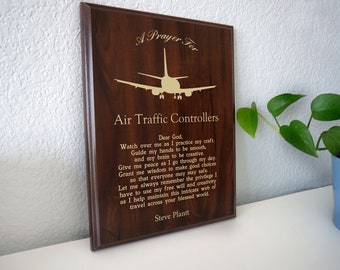 A Prayer For
Air Traffic Controllers
Dear God,
Watch over me as I practice my craft.
Guide my hands to be smooth,
and my brain to be creative.
Give me peace as I go through my day.
Grant me wisdom to make good choices
so that everyone may stay safe.
Let me always remember the privilege I
have to use my free will and creativity
as I help maintain this intricate web of
travel across your blessed world.
Steve Plantt